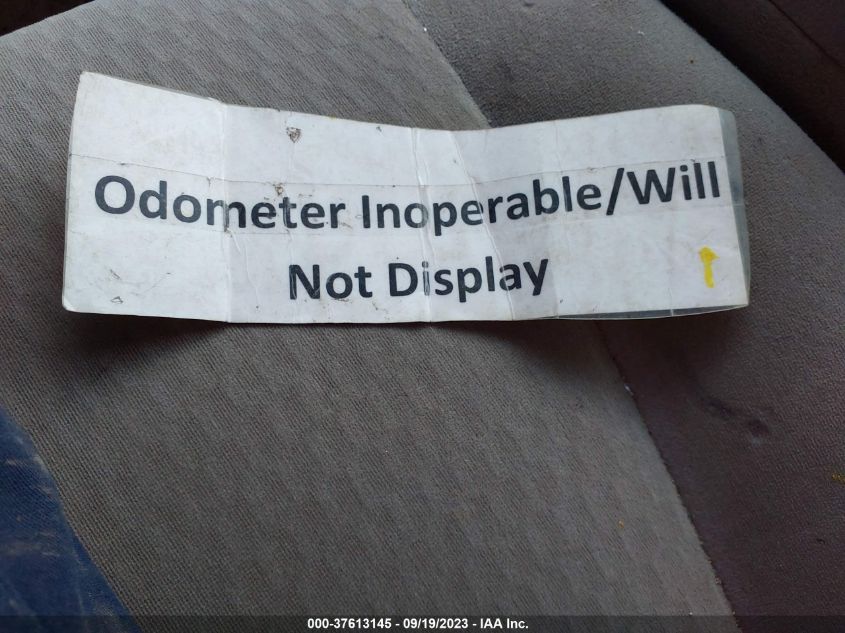 Odometer Inoperable/Will
Not Display
000-37613145 - 09/19/2023 - IAA Inc.